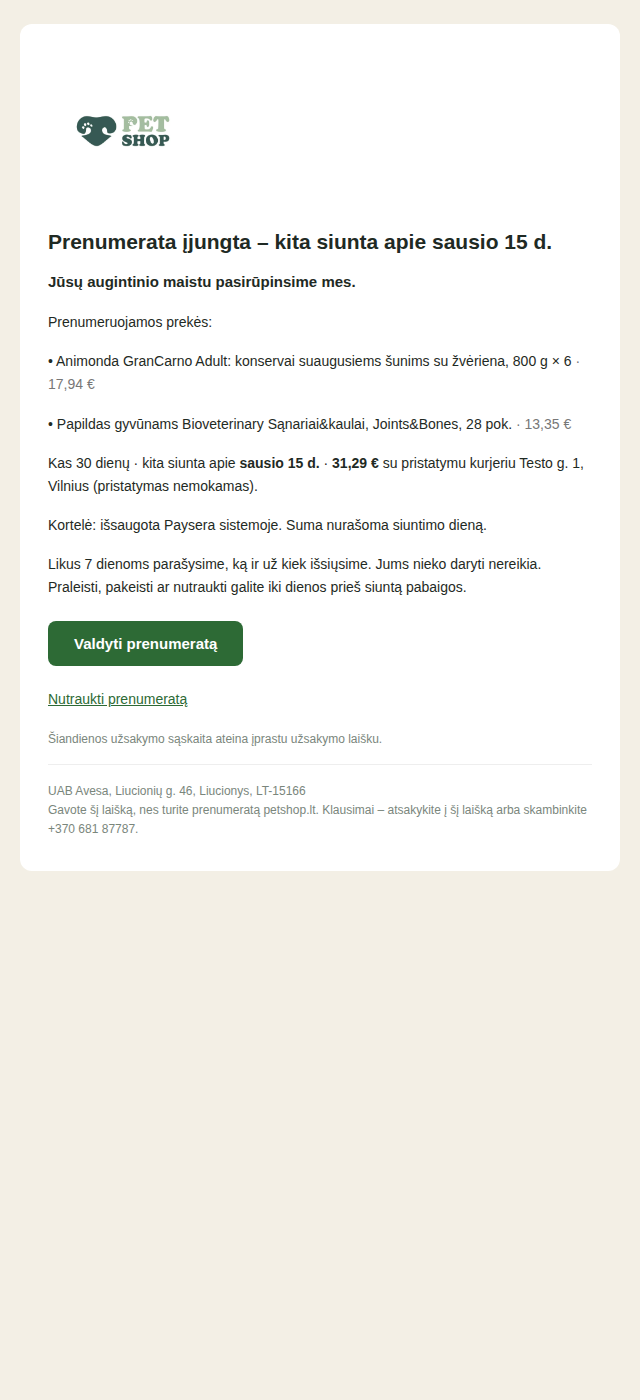 PET
SHOP
Prenumerata įjungta – kita siunta apie sausio 15 d.
Jūsų augintinio maistu pasirūpinsime mes.
Prenumeruojamos prekės:
• Animonda GranCarno Adult: konservai suaugusiems šunims su žvėriena, 800 g × 6 ·
17,94 €
• Papildas gyvūnams Bioveterinary Sąnariai&kaulai, Joints&Bones, 28 pok. · 13,35 €
Kas 30 dienų · kita siunta apie sausio 15 d. · 31,29 € su pristatymu kurjeriu Testo g. 1,
Vilnius (pristatymas nemokamas).
Kortelė: išsaugota Paysera sistemoje. Suma nurašoma siuntimo dieną.
Likus 7 dienoms parašysime, ką ir už kiek išsiųsime. Jums nieko daryti nereikia.
Praleisti, pakeisti ar nutraukti galite iki dienos prieš siuntą pabaigos.
Valdyti prenumeratą
Nutraukti prenumeratą
Šiandienos užsakymo sąskaita ateina įprastu užsakymo laišku.
UAB Avesa, Liucionių g. 46, Liucionys, LT-15166
Gavote šį laišką, nes turite prenumeratą petshop.lt. Klausimai – atsakykite į šį laišką arba skambinkite
+370 681 87787.